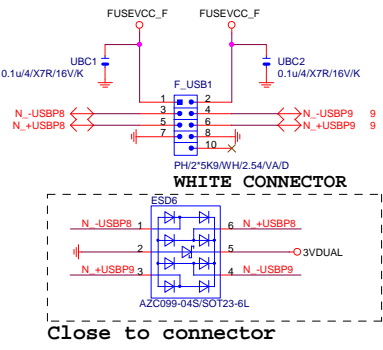 FUSEVCC_F FUSEVCC_F
UBC1 UBC2
0.1u/4/X7R/16V/K F_USB1 0.1u/4/X7R/16V/K
1 2
N_-USBP8 3 4 N_-USBP9 9
N_+USBP8 5 6 N_+USBP9 9
7 8
10
PH/2*5K9/WH/2.54/VA/D
WHITE CONNECTOR
ESD6
N_-USBP8 1 6 N_+USBP8
2 5 3VDUAL
N_+USBP9 3 4 N_-USBP9
AZC099-04S/SOT23-6L
Close to connector